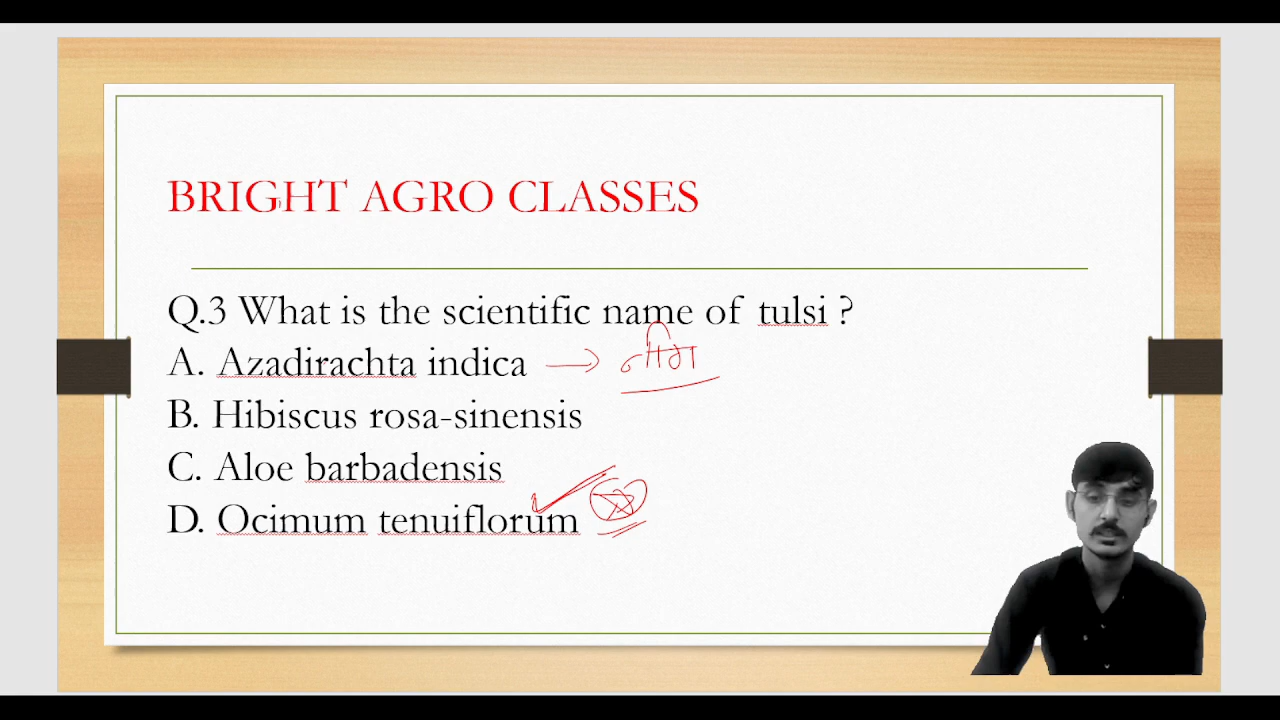 BRIGHT AGRO CLASSES
Q.3 What is the scientific name of tulsi ?
A. Azadirachta indica → नीम
B. Hibiscus rosa-sinensis
C. Aloe barbadensis
D. Ocimum tenuiflorum